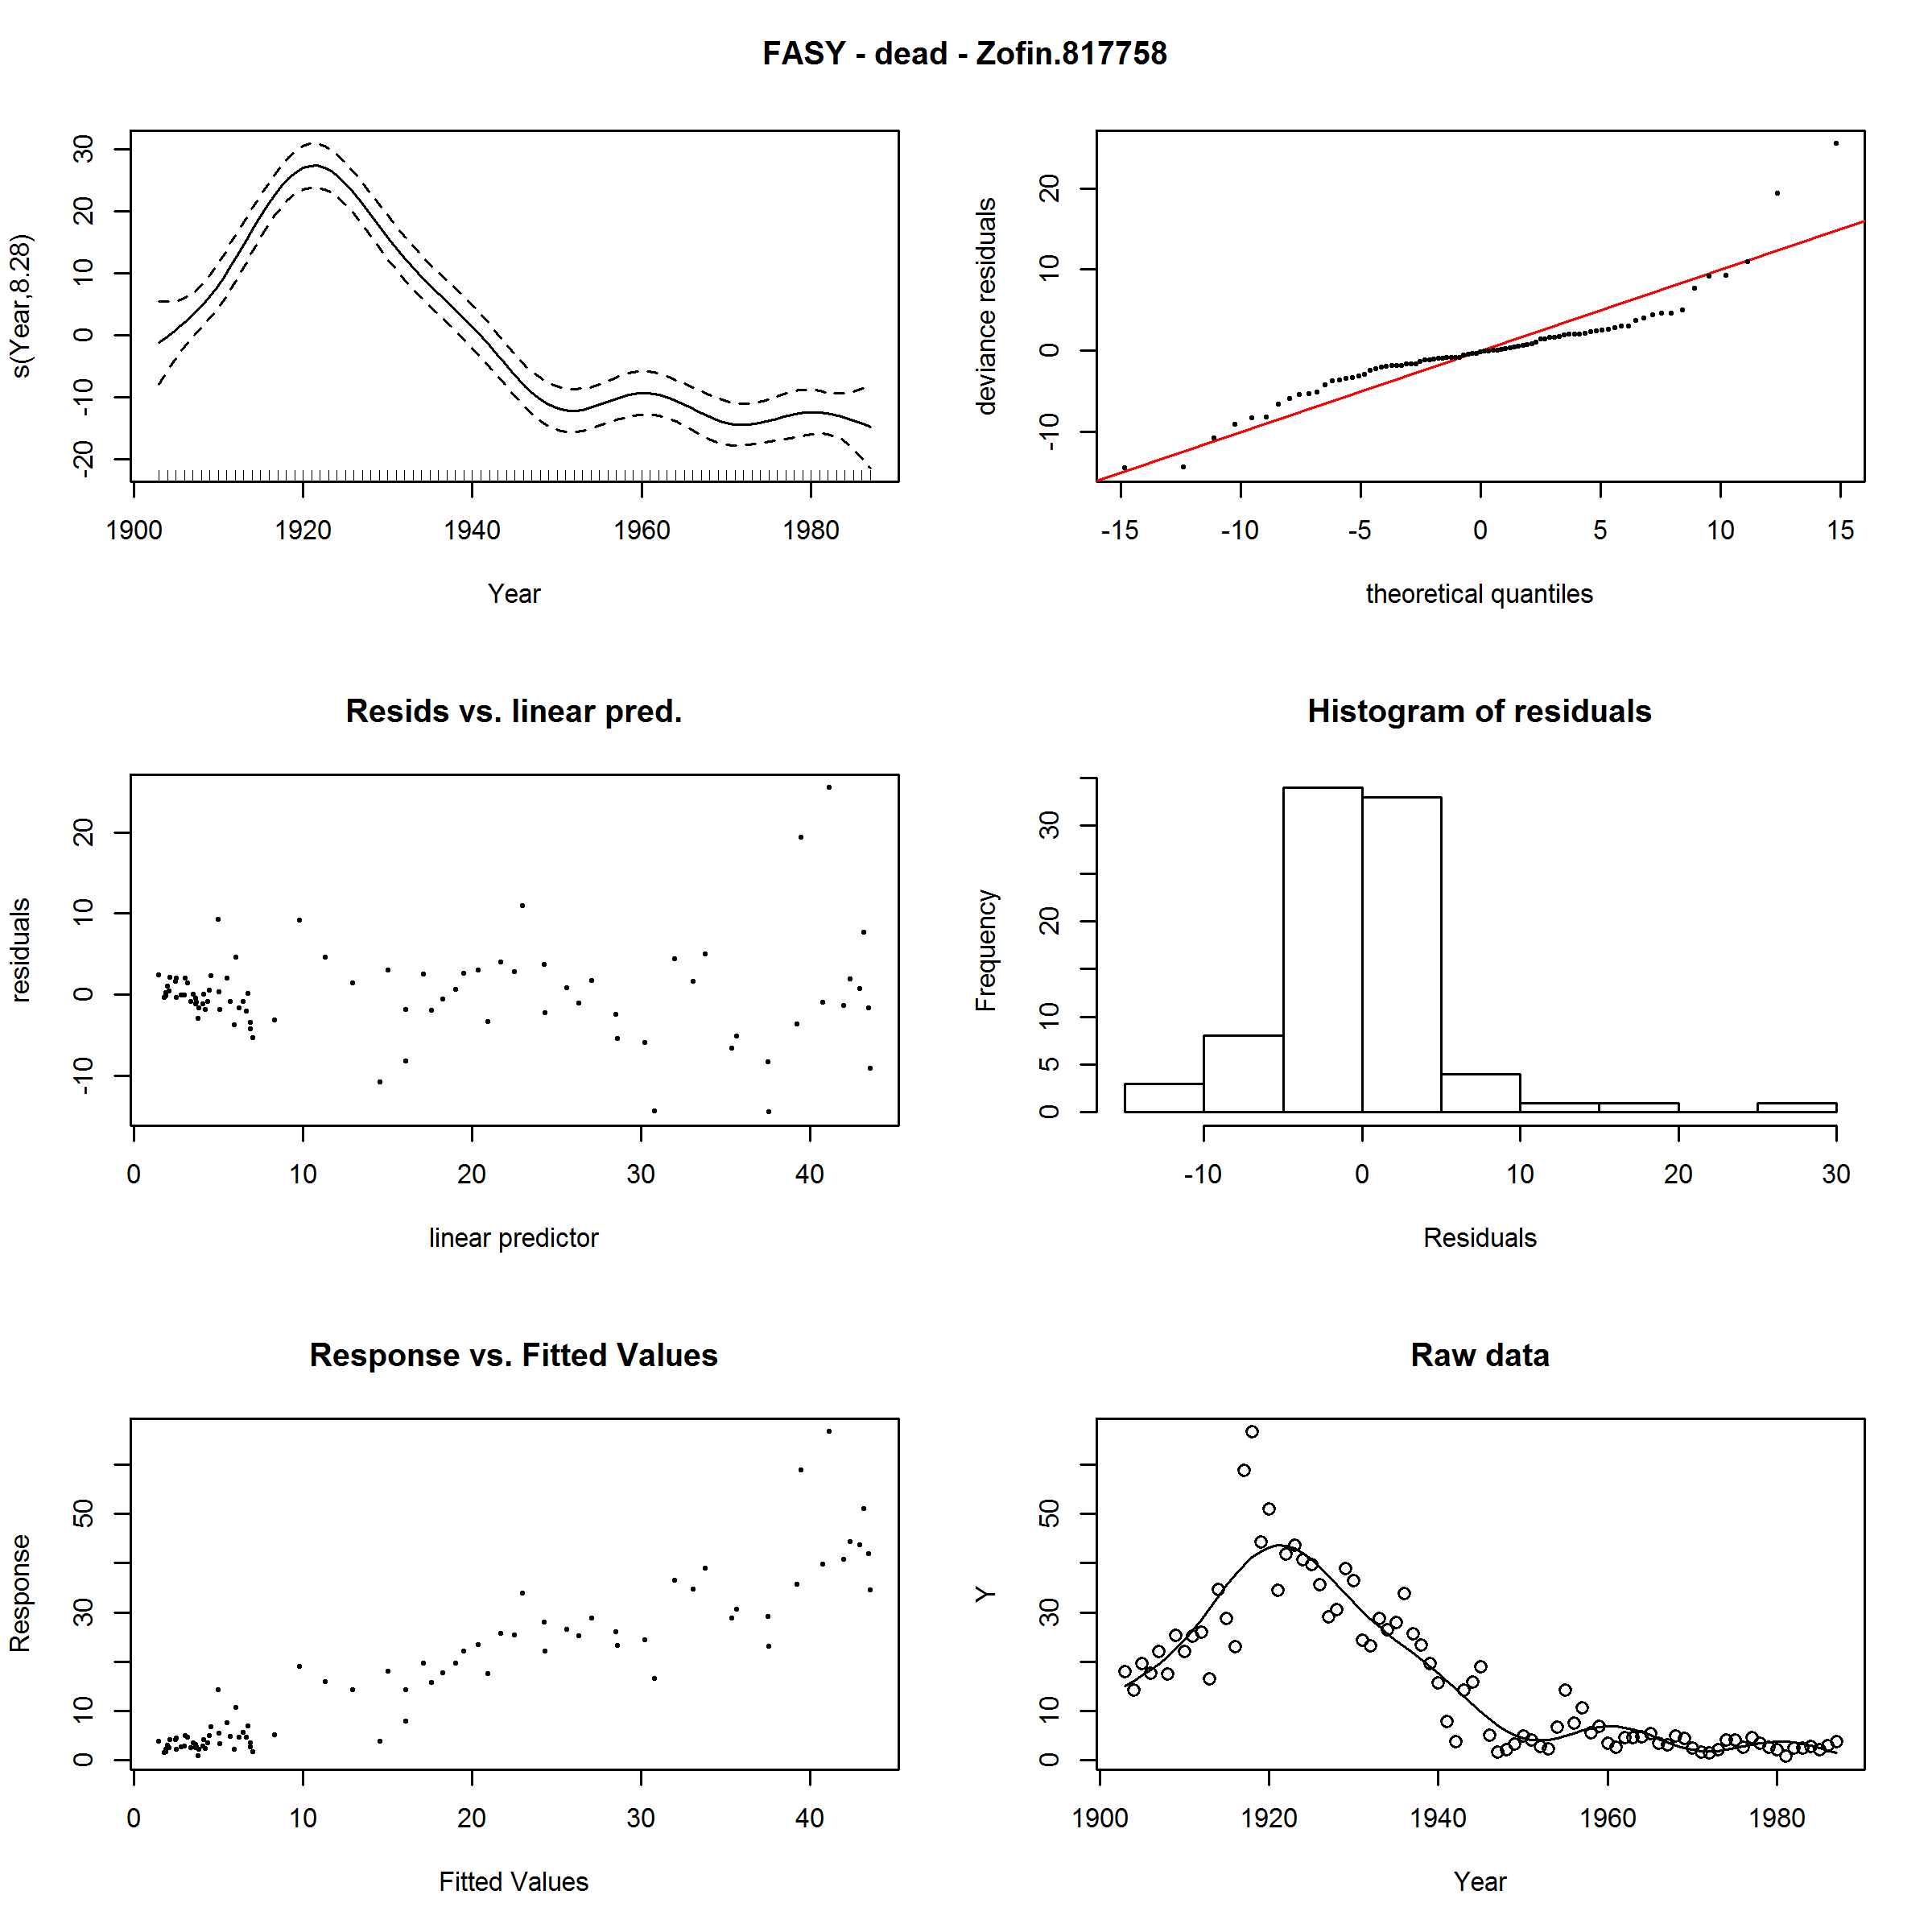 FASY - dead - Zofin.817758
s(Year,8.28)
30
20
10
0
-10
-20
1900 1920 1940 1960 1980
Year
deviance residuals
20
10
0
-10
-15 -10 -5 0 5 10 15
theoretical quantiles
Resids vs. linear pred.
residuals
20
10
0
-10
0 10 20 30 40
linear predictor
Histogram of residuals
Frequency
30
20
10
5
0
-10 0 10 20 30
Residuals
Response vs. Fitted Values
Response
50
30
10
0
0 10 20 30 40
Fitted Values
Raw data
Y
50
30
10
0
1900 1920 1940 1960 1980
Year